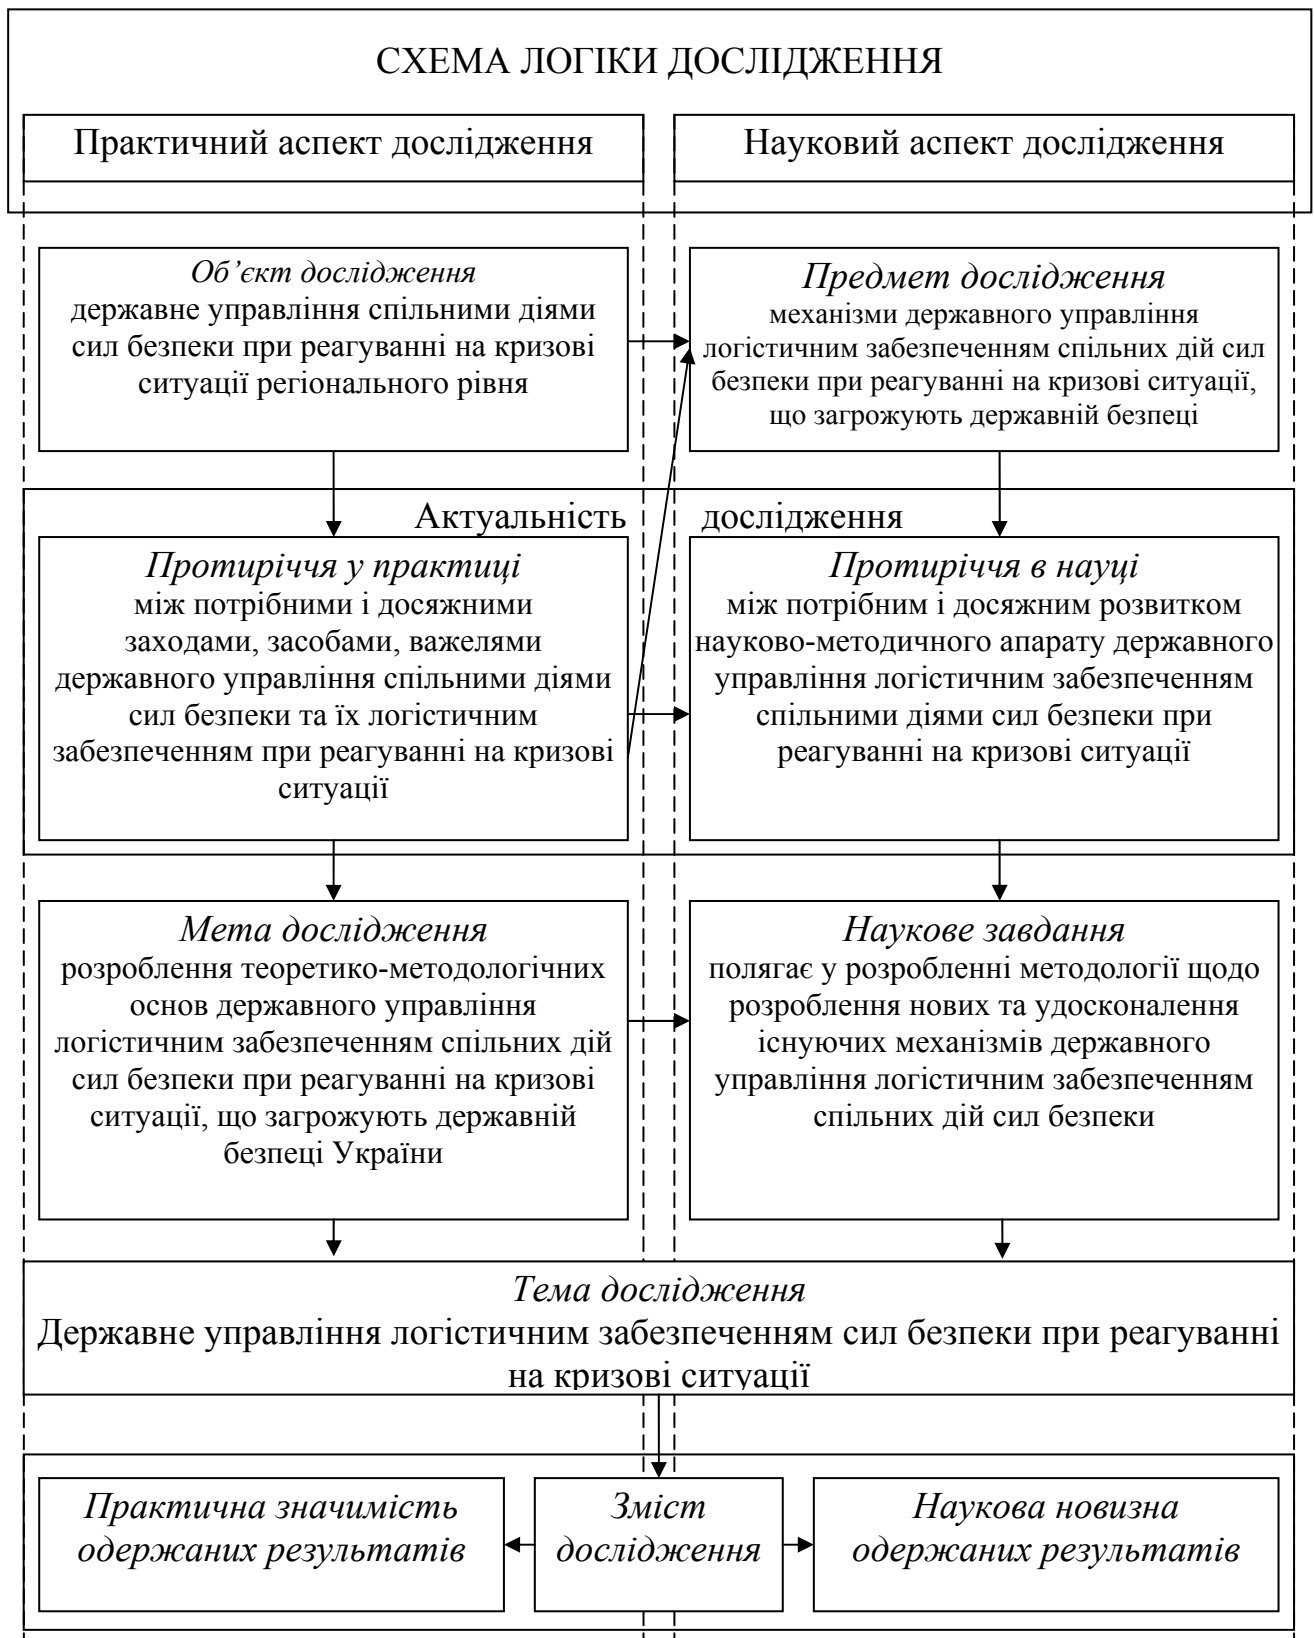 СХЕМА ЛОГІКИ ДОСЛІДЖЕННЯ
Практичний аспект дослідження
Науковий аспект дослідження
Об’єкт дослідження
державне управління спільними діями
сил безпеки при реагуванні на кризові
ситуації регіонального рівня
Предмет дослідження
механізми державного управління
логістичним забезпеченням спільних дій сил
безпеки при реагуванні на кризові ситуації,
що загрожують державній безпеці
Актуальність дослідження
Протиріччя у практиці
між потрібними і досяжними
заходами, засобами, важелями
державного управління спільними діями
сил безпеки та їх логістичним
забезпеченням при реагуванні на кризові
ситуації
Протиріччя в науці
між потрібним і досяжним розвитком
науково-методичного апарату державного
управління логістичним забезпеченням
спільними діями сил безпеки при
реагуванні на кризові ситуації
Мета дослідження
розроблення теоретико-методологічних
основ державного управління
логістичним забезпеченням спільних дій
сил безпеки при реагуванні на кризові
ситуації, що загрожують державній
безпеці України
Наукове завдання
полягає у розробленні методології щодо
розроблення нових та удосконалення
існуючих механізмів державного
управління логістичним забезпеченням
спільних дій сил безпеки
Тема дослідження
Державне управління логістичним забезпеченням сил безпеки при реагуванні
на кризові ситуації
Практична значимість
одержаних результатів
Зміст
дослідження
Наукова новизна
одержаних результатів